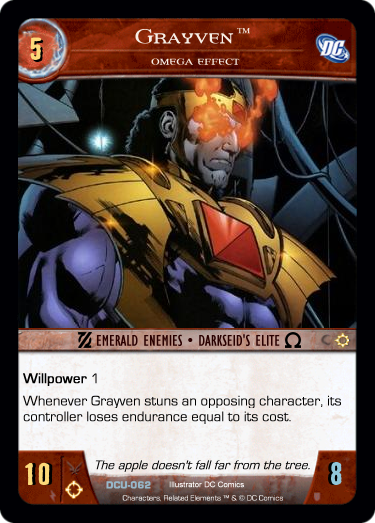 5
GRAYVEN™
DC
OMEGA EFFECT
EMERALD ENEMIES • DARKSEID'S ELITE Ω
Willpower 1
Whenever Grayven stuns an opposing character, its
controller loses endurance equal to its cost.
The apple doesn't fall far from the tree.
10
DCU-062 Illustrator DC Comics
8
Characters, Related Elements ™ & © DC Comics